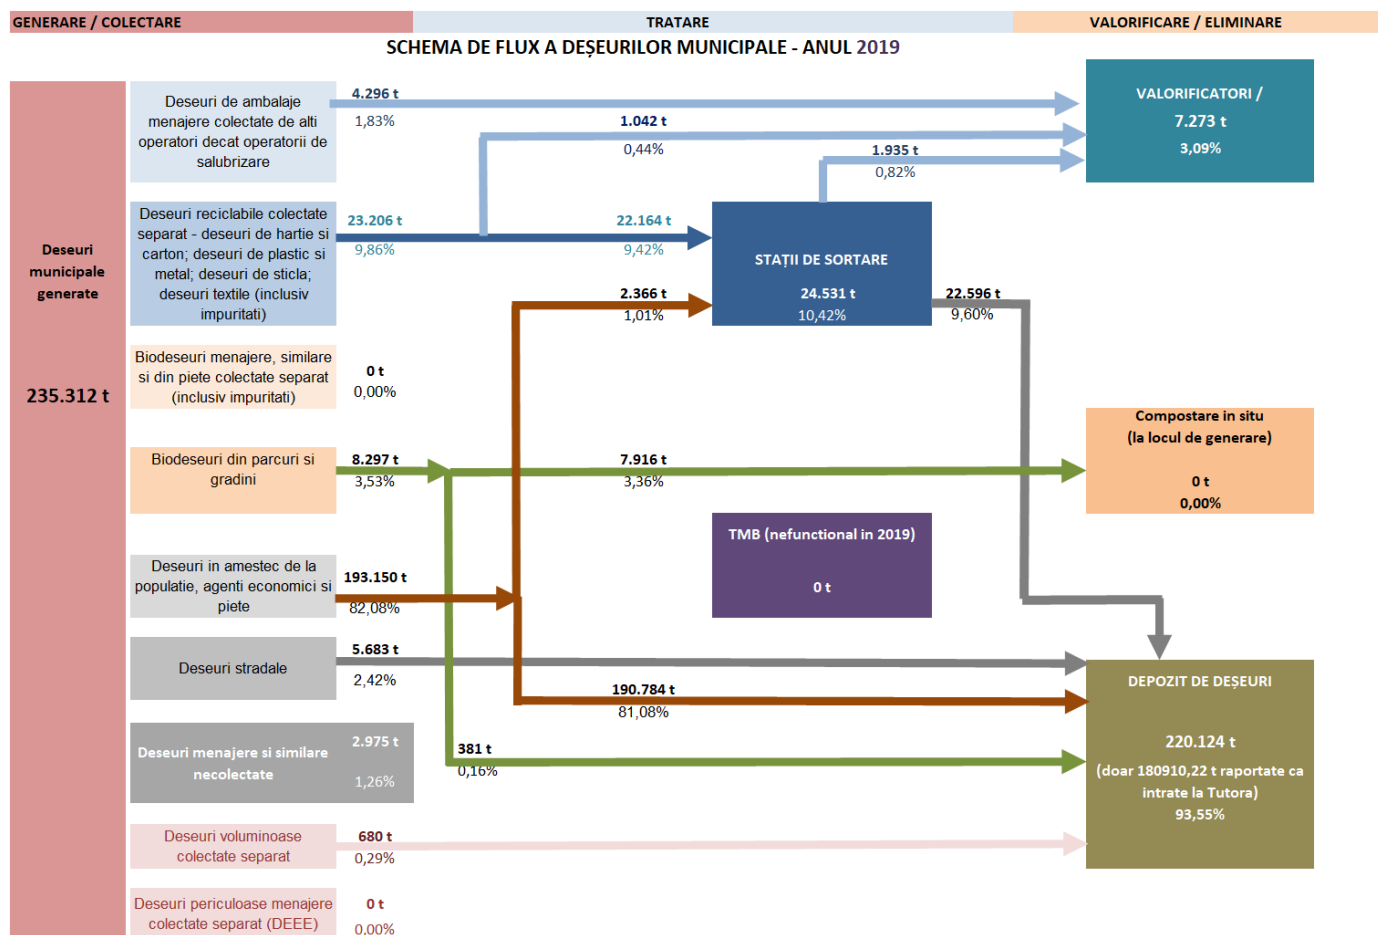 GENERARE / COLECTARE
TRATARE
VALORIFICARE / ELIMINARE
SCHEMA DE FLUX A DEȘEURILOR MUNICIPALE - ANUL 2019
Deseuri
municipale
generate
235.312 t
Deseuri de ambalaje
menajere colectate de alti
operatori decat operatorii de
salubrizare
4.296 t
1,83%
1.042 t
0,44%
1.935 t
0,82%
VALORIFICATORI /
7.273 t
3,09%
Deseuri reciclabile colectate
separat - deseuri de hartie si
carton; deseuri de plastic si
metal; deseuri de sticla;
deseuri textile (inclusiv
impuritati)
23.206 t
9,86%
22.164 t
9,42%
2.366 t
1,01%
STAȚII DE SORTARE
24.531 t
10,42%
22.596 t
9,60%
Biodeseuri menajere, similare
si din piete colectate separat
(inclusiv impuritati)
0 t
0,00%
Biodeseuri din parcuri si
gradini
8.297 t
3,53%
7.916 t
3,36%
Compostare in situ
(la locul de generare)
0 t
0,00%
TMB (nefunctional in 2019)
0 t
Deseuri in amestec de la
populatie, agenti economici si
piete
193.150 t
82,08%
Deseuri stradale
5.683 t
2,42%
190.784 t
81,08%
Deseuri menajere si similare
necolectate
2.975 t
1,26%
381 t
0,16%
DEPOZIT DE DEȘEURI
220.124 t
(doar 180910,22 t raportate ca
intrate la Tutora)
93,55%
Deseuri voluminoase
colectate separat
680 t
0,29%
Deseuri periculoase menajere
colectate separat (DEEE)
0 t
0,00%